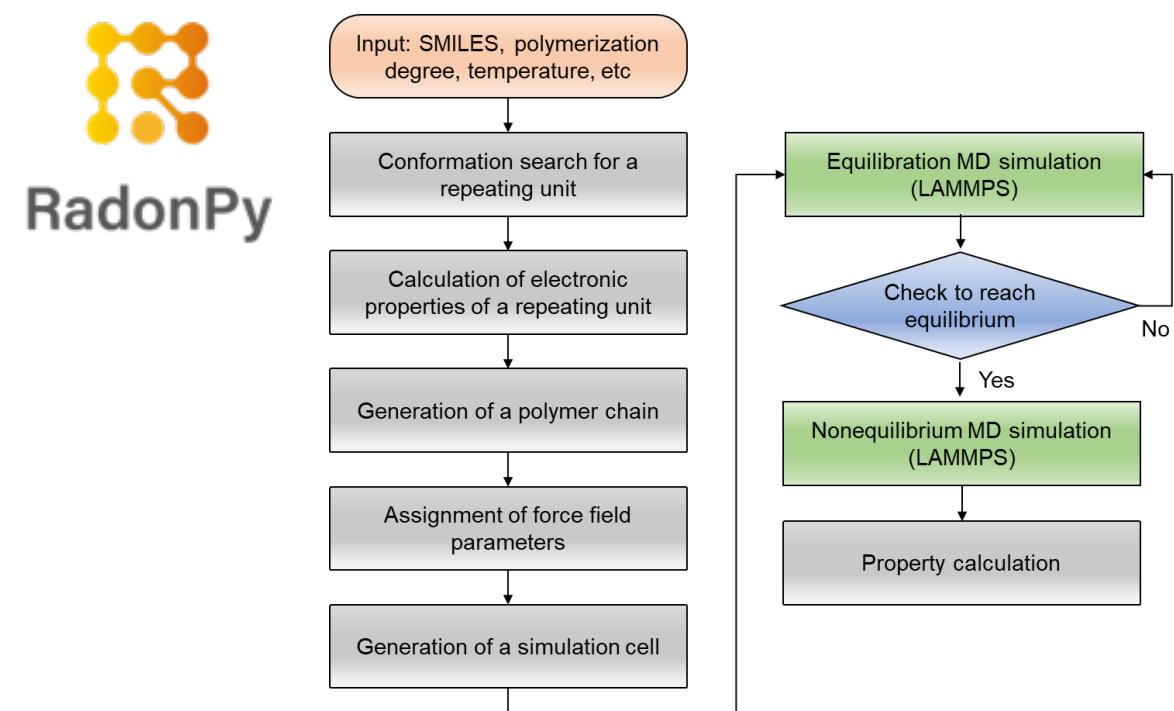 RadonPy
Input: SMILES, polymerization
degree, temperature, etc
Conformation search for a
repeating unit
Calculation of electronic
properties of a repeating unit
Generation of a polymer chain
Assignment of force field
parameters
Generation of a simulation cell
Equilibration MD simulation
(LAMMPS)
Check to reach
equilibrium
No
Yes
Nonequilibrium MD simulation
(LAMMPS)
Property calculation